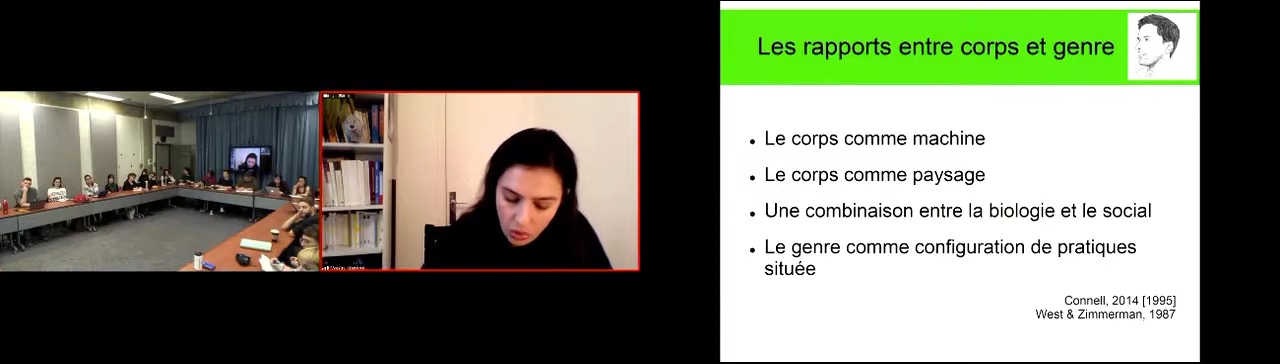 Les rapports entre corps et genre
Le corps comme machine
Le corps comme paysage
Une combinaison entre la biologie et le social
Le genre comme configuration de pratiques
située
Connell, 2014 [1995]
West & Zimmerman, 1987